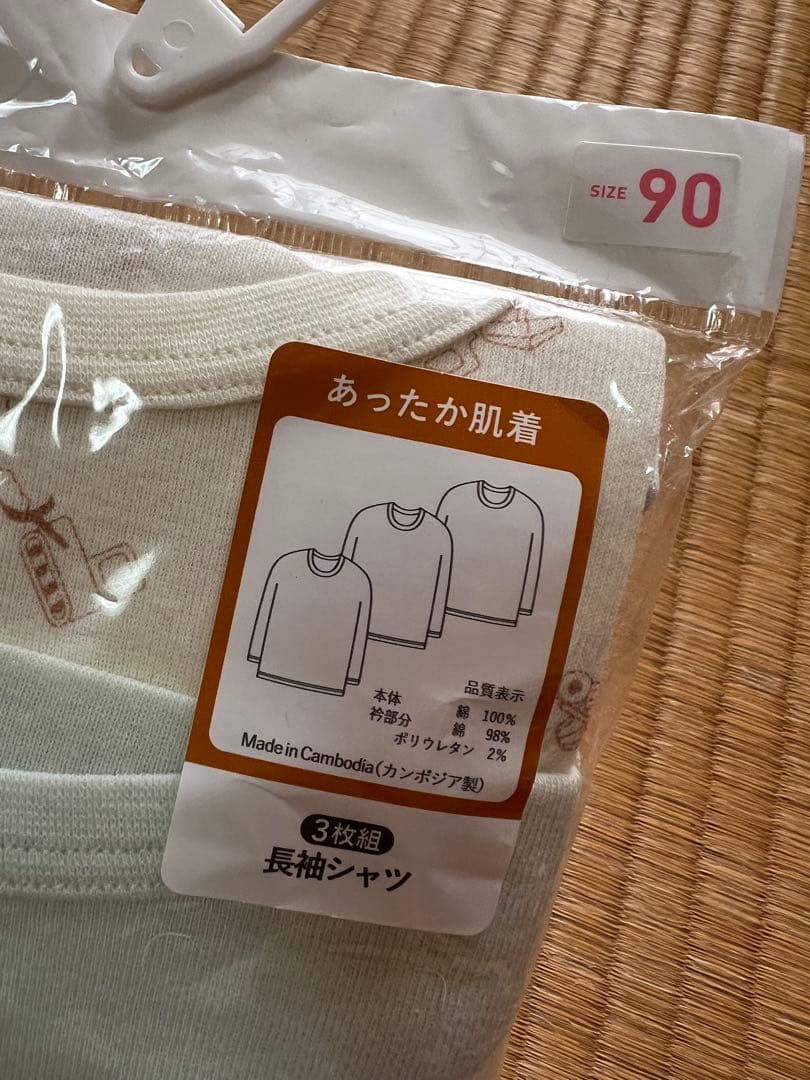 SIZE 90
あったか肌着
品質表示
本体 綿 100%
衿部分 綿 98%
ポリウレタン 2%
Made in Cambodia(カンボジア製)
3枚組
長袖シャツ